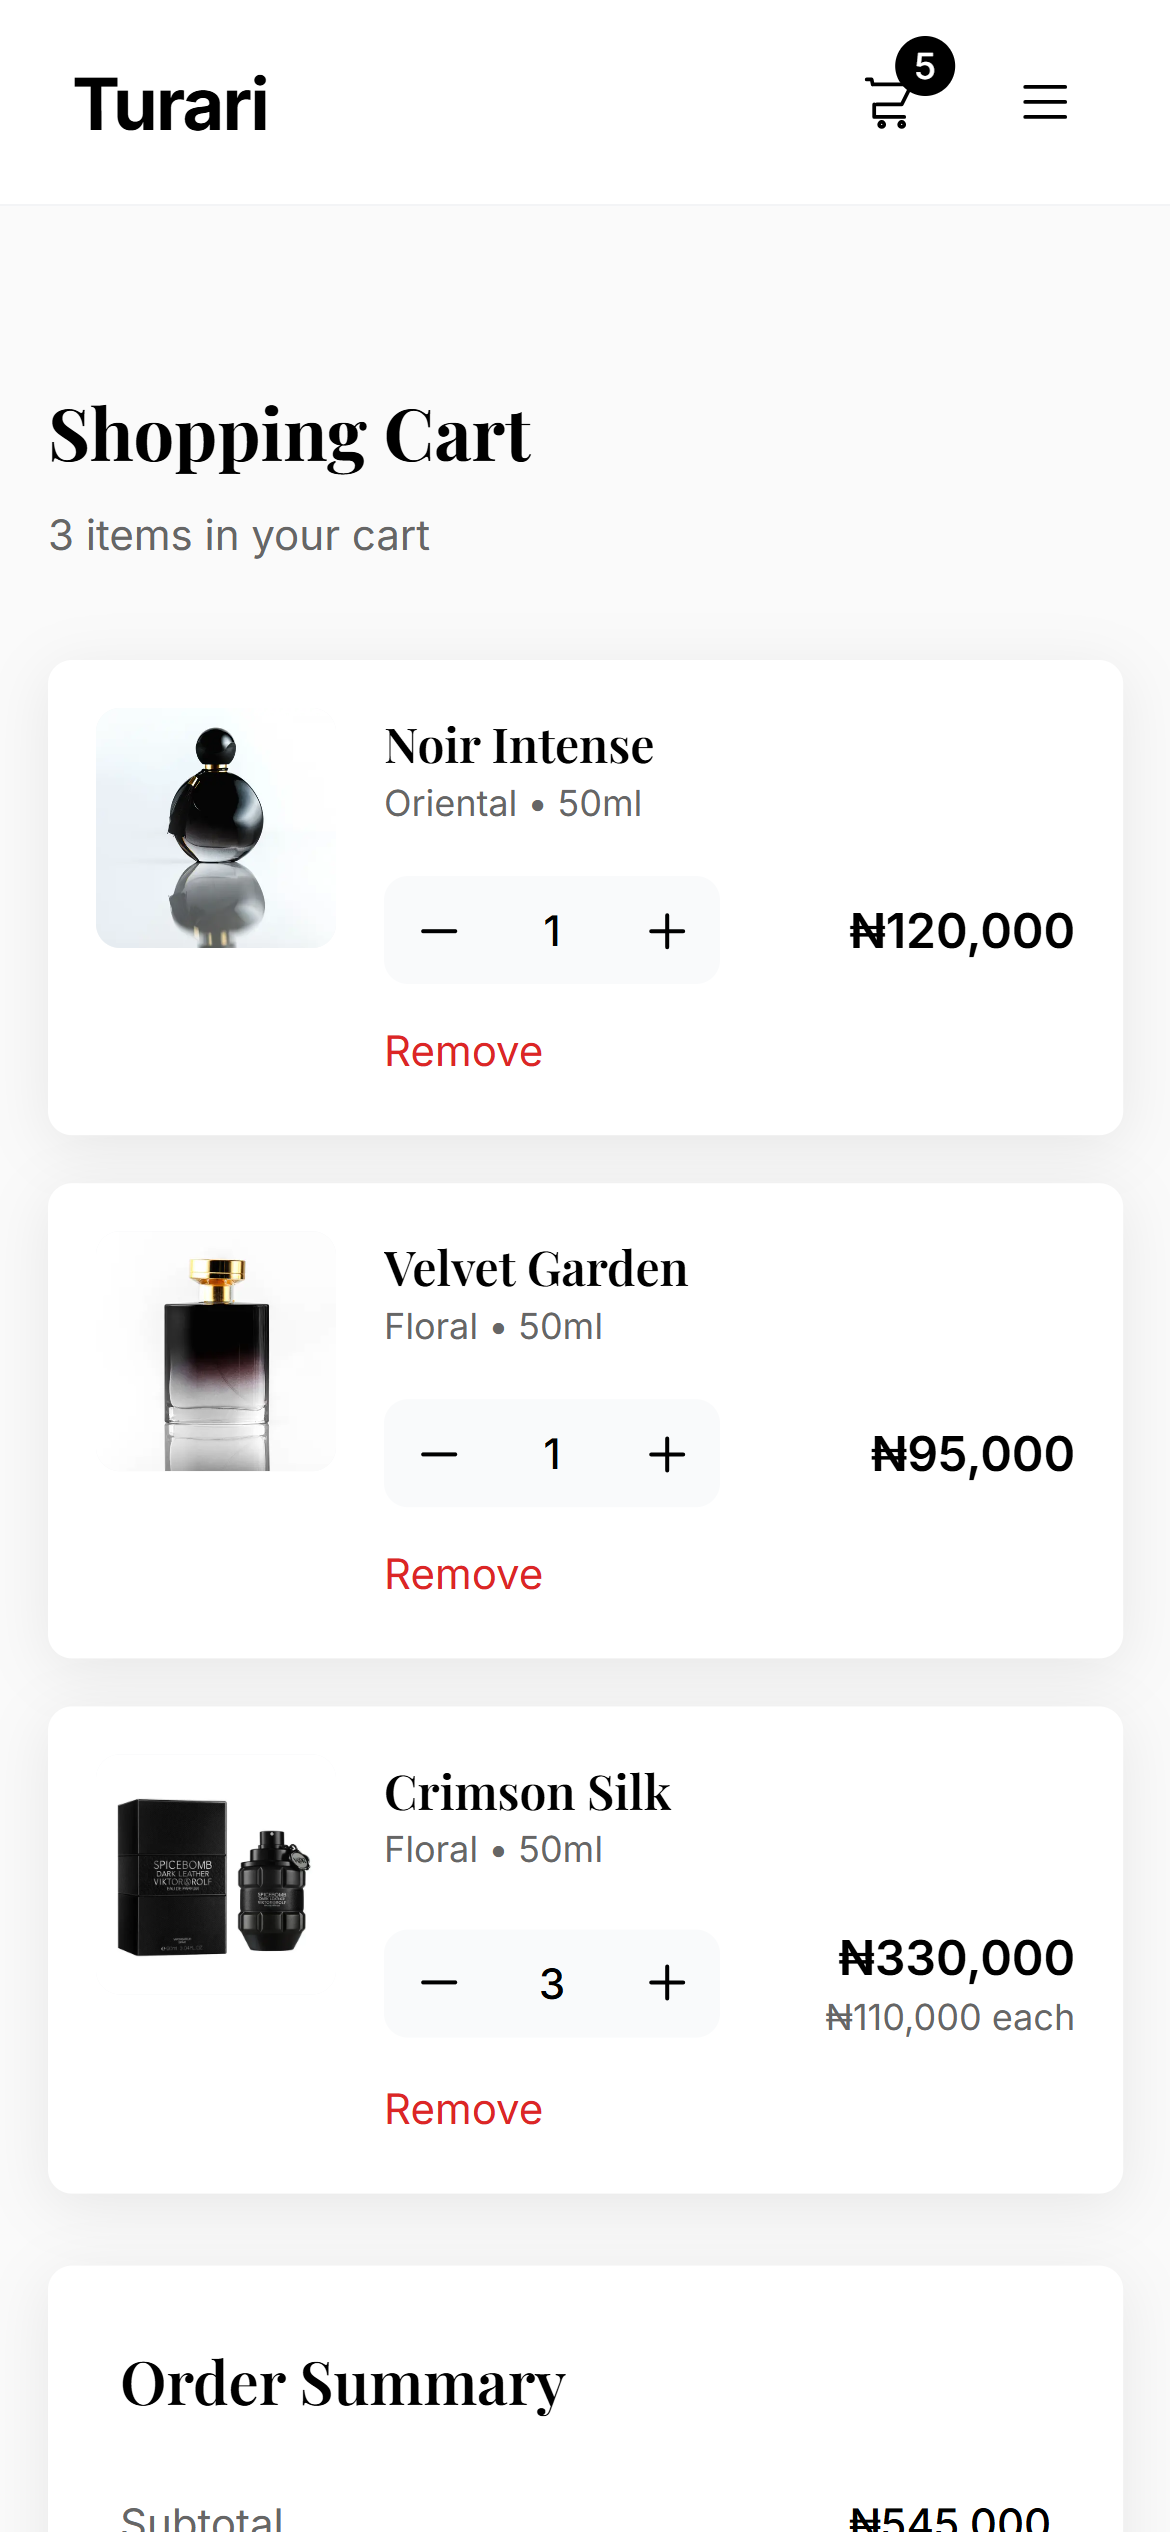 Turari
5
Shopping Cart
3 items in your cart
Noir Intense
Oriental • 50ml
1
₦120,000
Remove
Velvet Garden
Floral • 50ml
1
₦95,000
Remove
Crimson Silk
Floral • 50ml
SPICEBOMB
DARK LEATHER
VIKTOR&ROLF
3
₦330,000
₦110,000 each
Remove
Order Summary
Subtotal
₦545,000